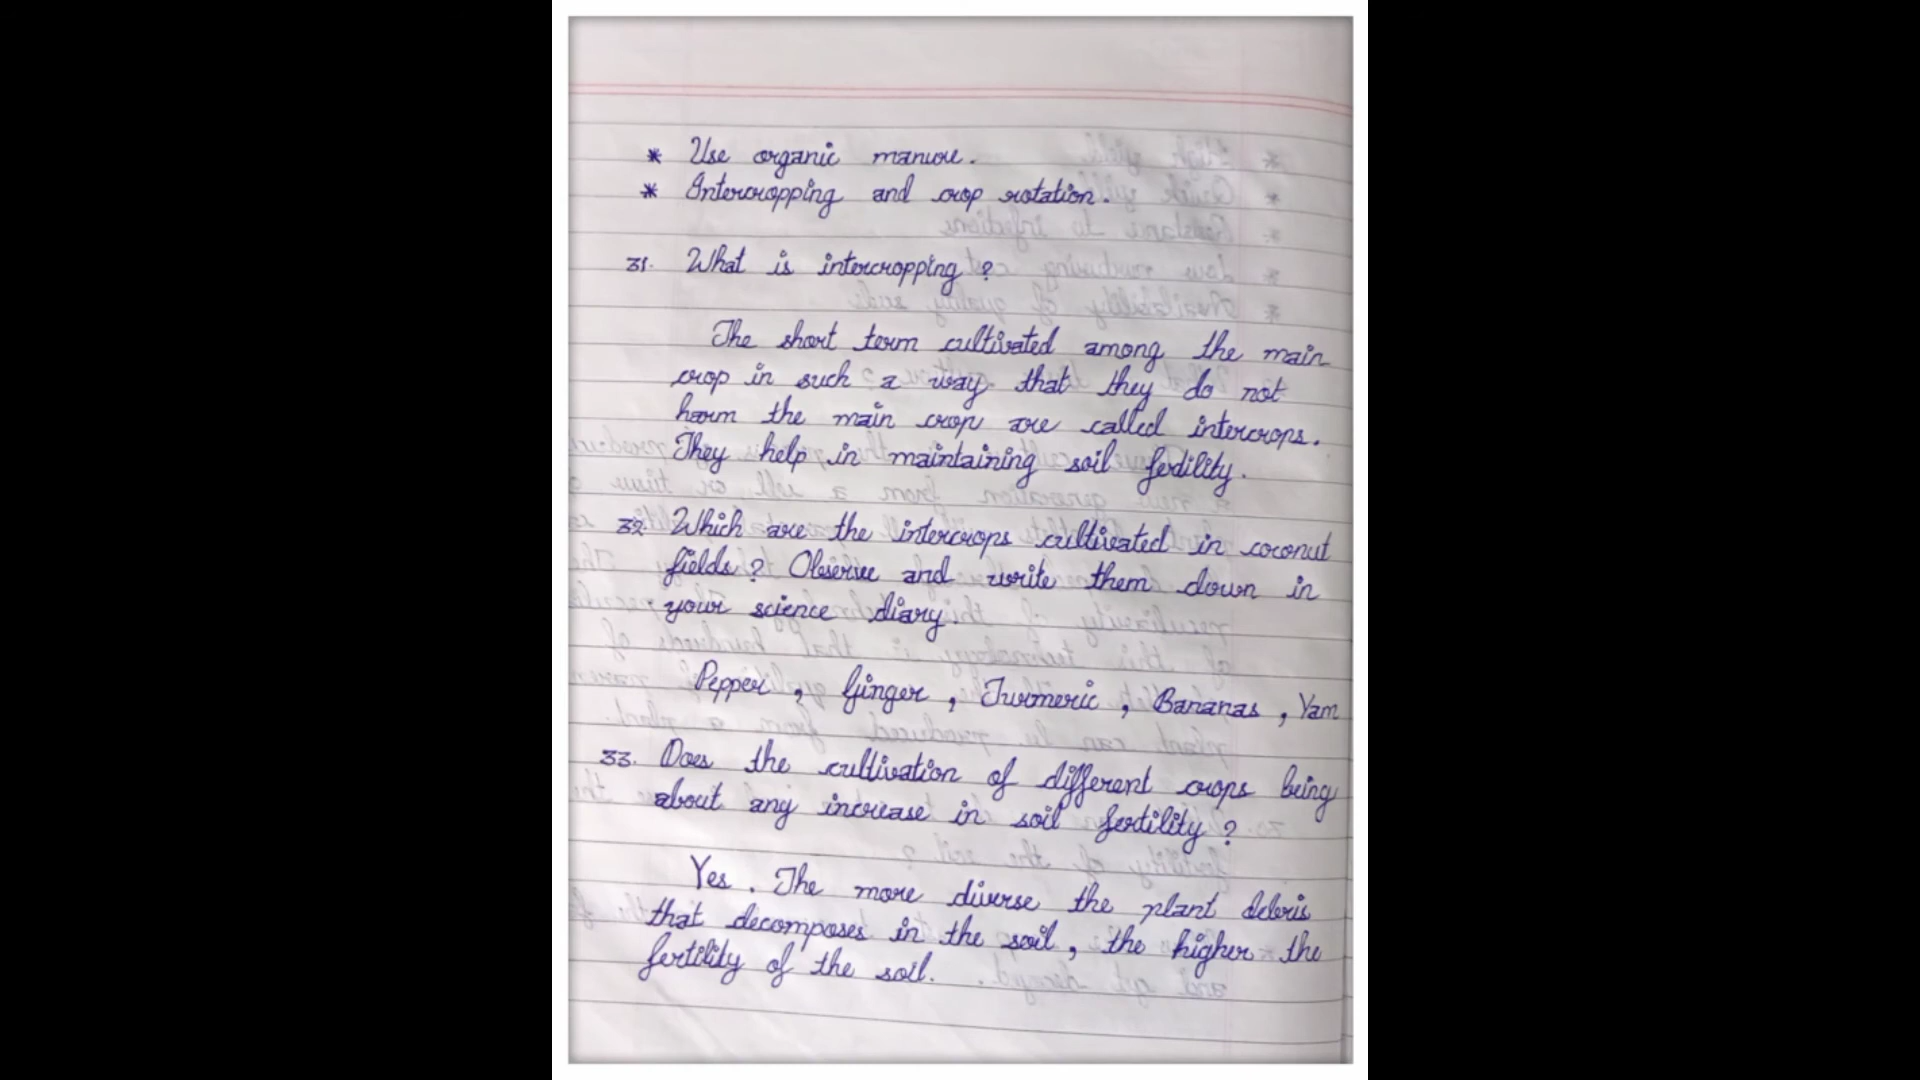 * Use organic manure.
* Intercropping and crop rotation.
31. What is intercropping?
The short term cultivated among the main
crop in such a way that they do not
harm the main crop are called intercrops.
They help in maintaining soil fertility.
32. Which are the intercrops cultivated in coconut
fields? Observe and write them down in
your science diary.
Pepper, Ginger, Turmeric, Bananas, Yam
33. Does the cultivation of different crops being
about any increase in soil fertility?
Yes. The more diverse the plant debris
that decomposes in the soil, the higher the
fertility of the soil.